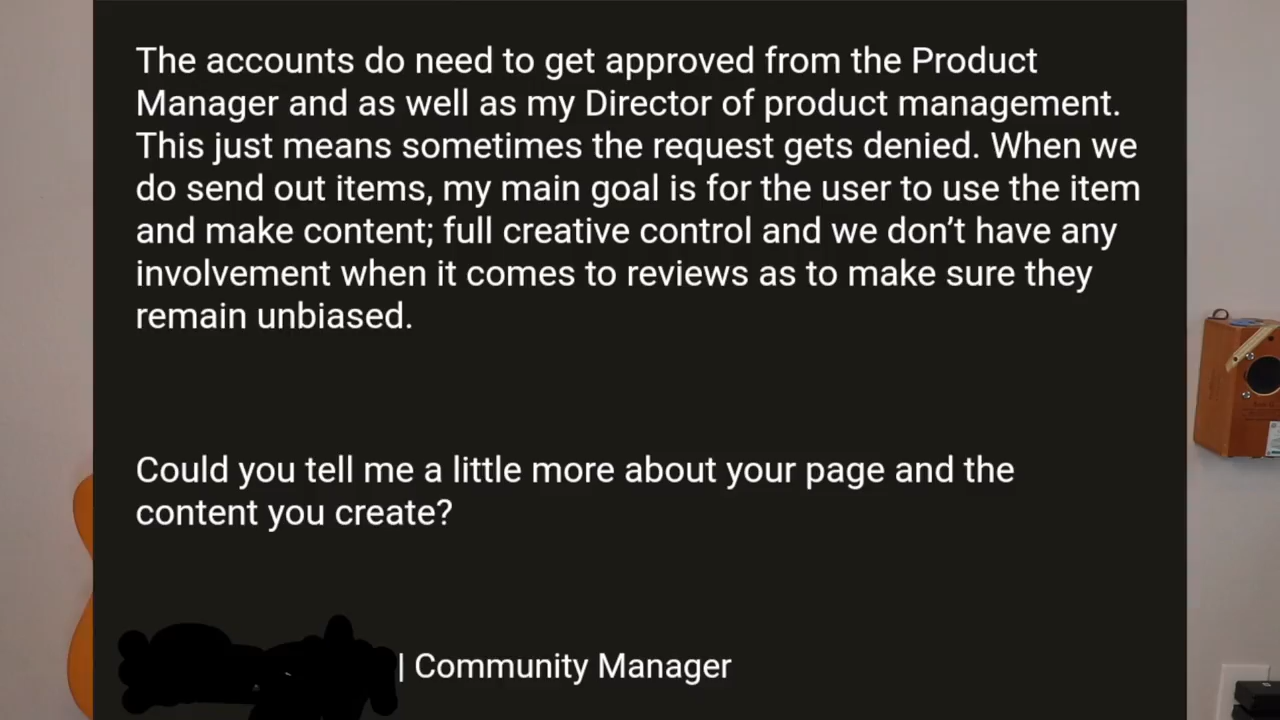 The accounts do need to get approved from the Product
Manager and as well as my Director of product management.
This just means sometimes the request gets denied. When we
do send out items, my main goal is for the user to use the item
and make content; full creative control and we don’t have any
involvement when it comes to reviews as to make sure they
remain unbiased.
Could you tell me a little more about your page and the
content you create?
| Community Manager